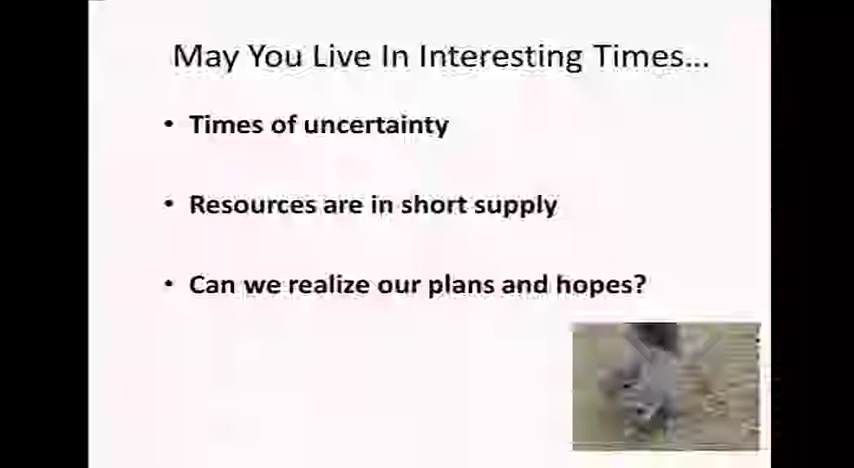 May You Live In Interesting Times...
• Times of uncertainty
• Resources are in short supply
• Can we realize our plans and hopes?